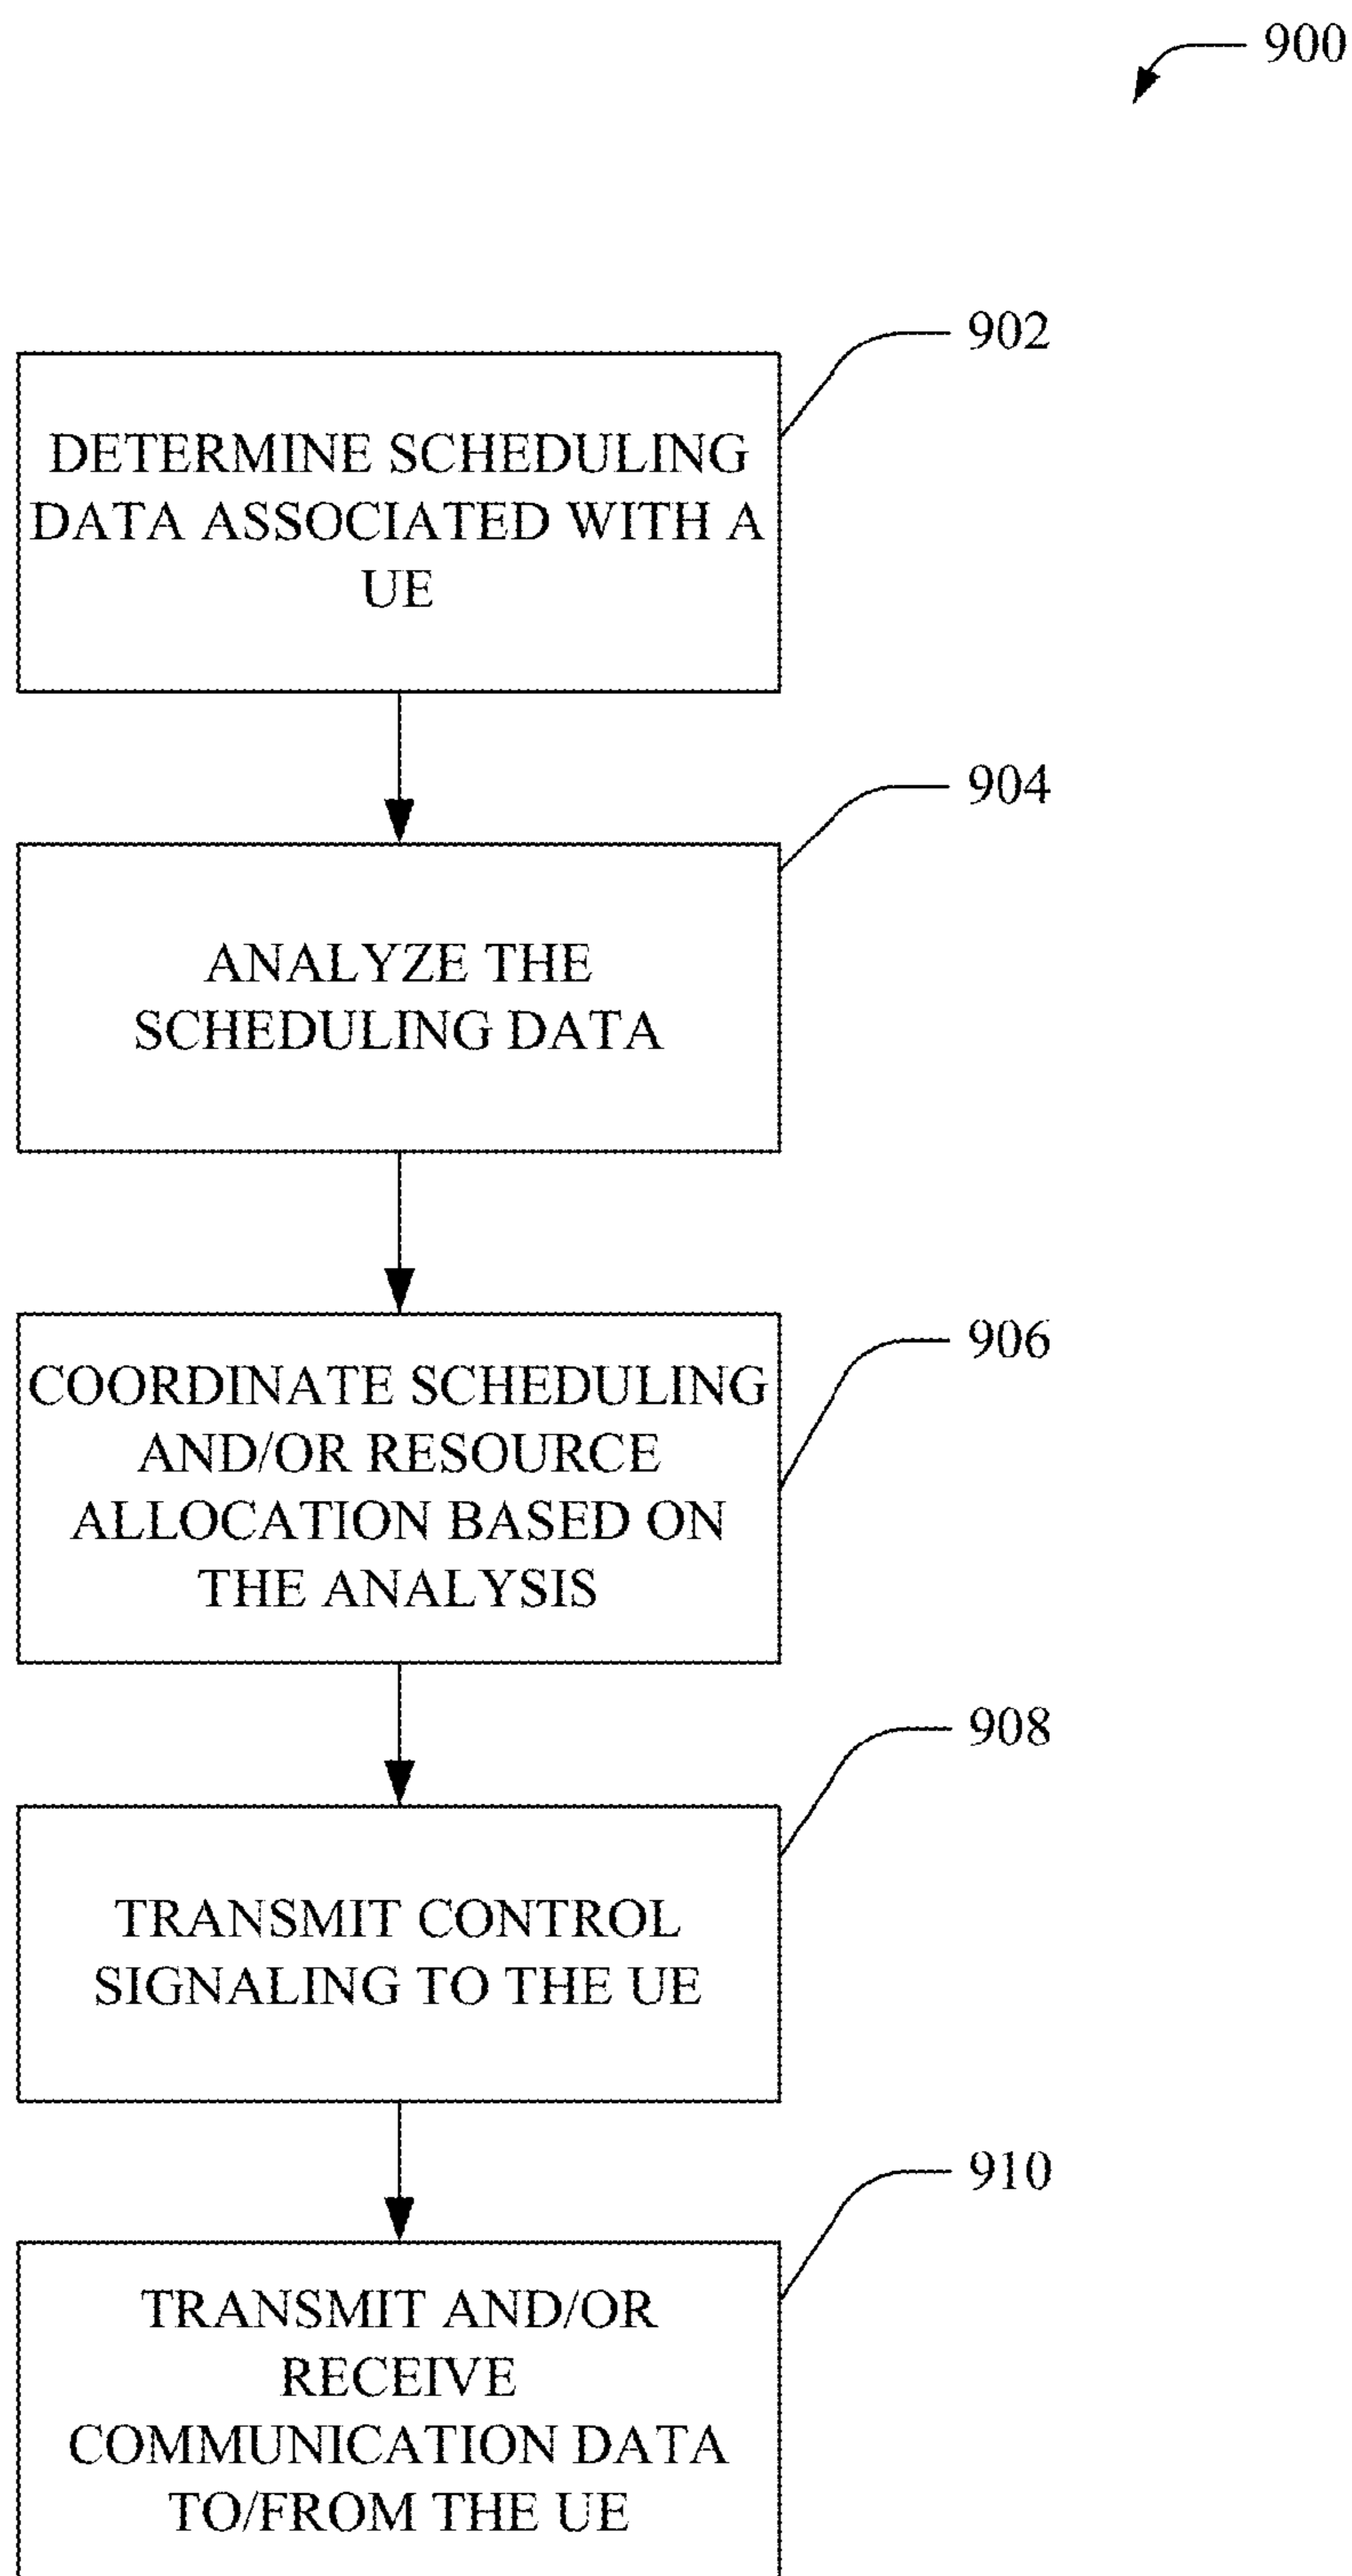 900
902
DETERMINE SCHEDULING
DATA ASSOCIATED WITH A
UE
904
ANALYZE THE
SCHEDULING DATA
906
COORDINATE SCHEDULING
AND/OR RESOURCE
ALLOCATION BASED ON
THE ANALYSIS
908
TRANSMIT CONTROL
SIGNALING TO THE UE
910
TRANSMIT AND/OR
RECEIVE
COMMUNICATION DATA
TO/FROM THE UE